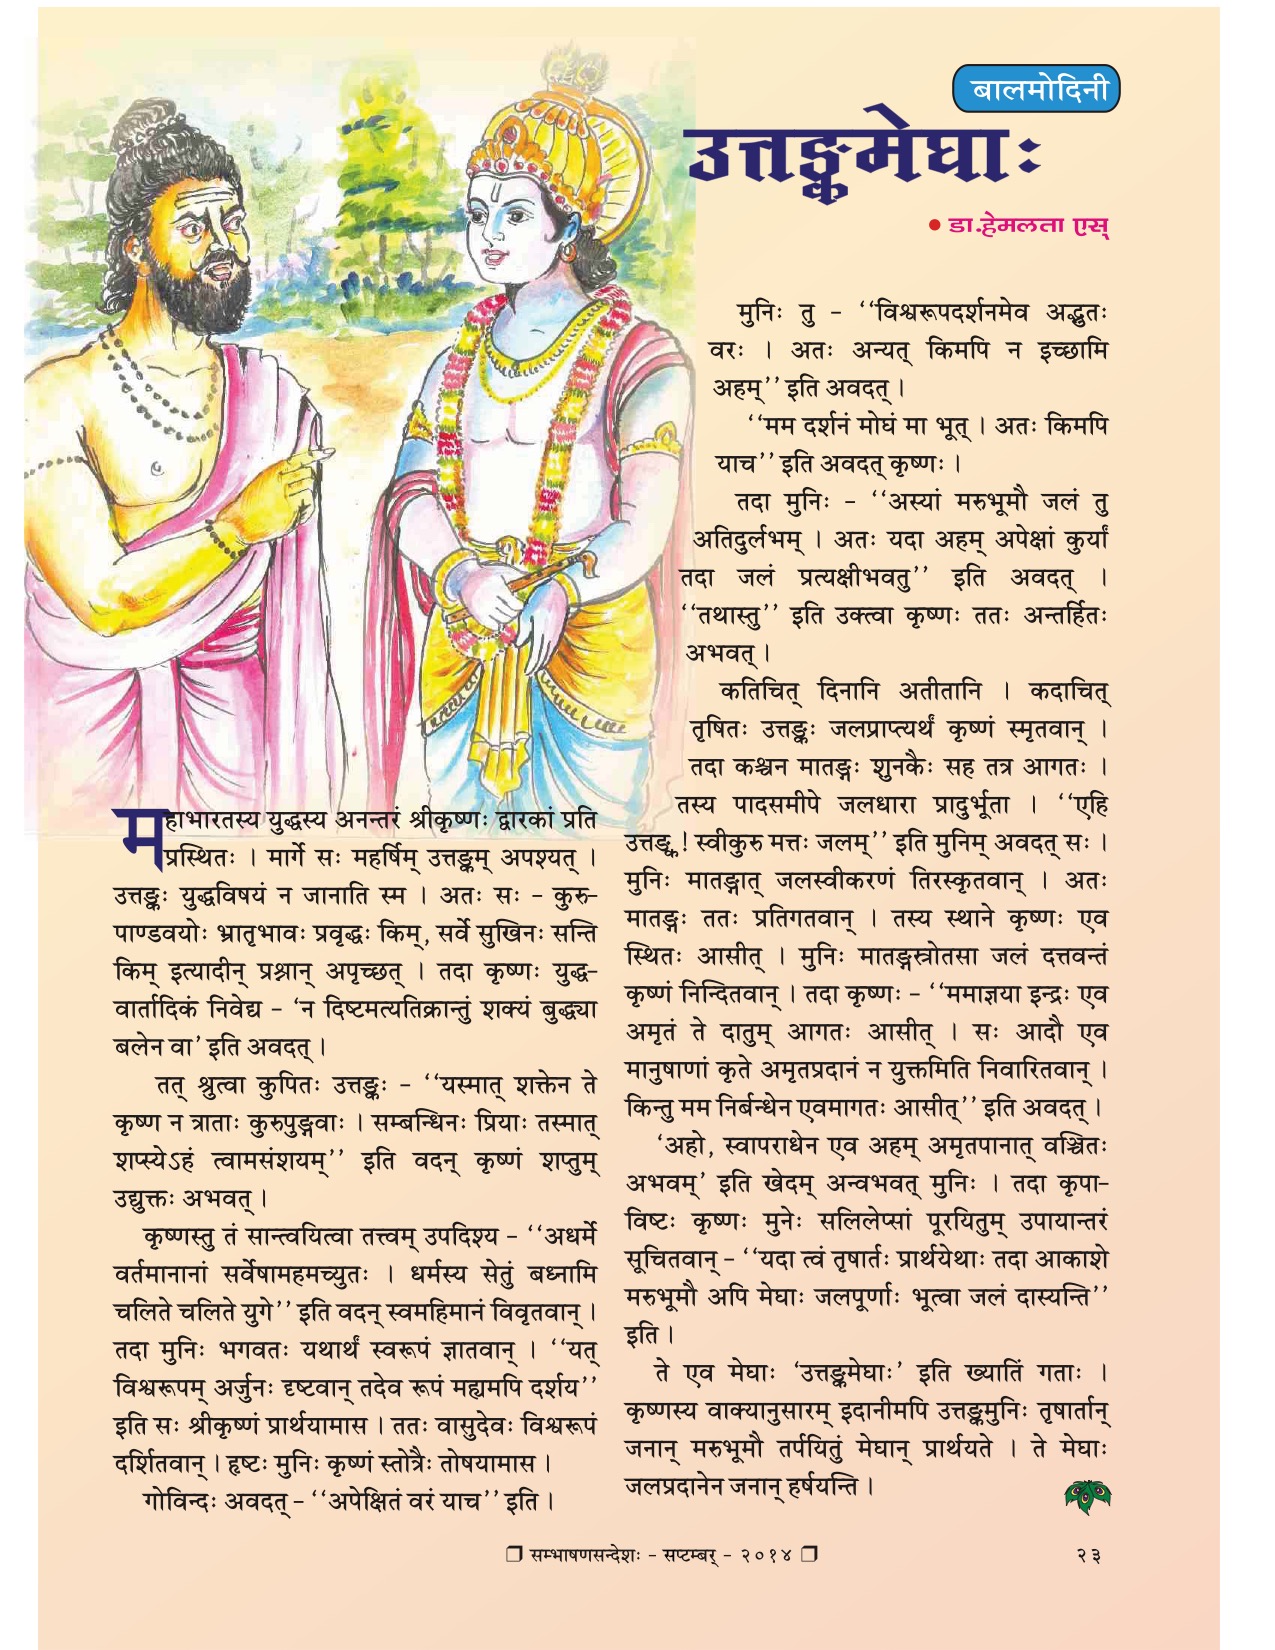 बालमोदिनी
उत्तङ्कमेघाः
• डा.हेमलता एस्
महाभारतस्य युद्धस्य अनन्तरं श्रीकृष्णः द्वारकां प्रति
प्रस्थितः । मार्गे सः महर्षिम् उत्तङ्कम् अपश्यत् ।
उत्तङ्कः युद्धविषयं न जानाति स्म । अतः सः - कुरु-
पाण्डवयोः भ्रातृभावः प्रवृद्धः किम्, सर्वे सुखिनः सन्ति
किम् इत्यादीन् प्रश्नान् अपृच्छत् । तदा कृष्णः युद्ध-
वार्तादिकं निवेद्य - ‘न दिष्टमत्यतिक्रान्तुं शक्यं बुद्ध्या
बलेन वा’ इति अवदत् ।
तत् श्रुत्वा कुपितः उत्तङ्कः - ‘‘यस्मात् शक्तेन ते
कृष्ण न त्राताः कुरुपुङ्गवाः । सम्बन्धिनः प्रियाः तस्मात्
शप्स्येऽहं त्वामसंशयम्’’ इति वदन् कृष्णं शप्तुम्
उद्युक्तः अभवत् ।
कृष्णस्तु तं सान्त्वयित्वा तत्त्वम् उपदिश्य - ‘‘अधर्मे
वर्तमानानां सर्वेषामहमच्युतः । धर्मस्य सेतुं बध्नामि
चलिते चलिते युगे’’ इति वदन् स्वमहिमानं विवृतवान् ।
तदा मुनिः भगवतः यथार्थं स्वरूपं ज्ञातवान् । ‘‘यत्
विश्वरूपम् अर्जुनः दृष्टवान् तदेव रूपं मह्यमपि दर्शय’’
इति सः श्रीकृष्णं प्रार्थयामास । ततः वासुदेवः विश्वरूपं
दर्शितवान् । हृष्टः मुनिः कृष्णं स्तोत्रैः तोषयामास ।
गोविन्दः अवदत् - ‘‘अपेक्षितं वरं याच’’ इति ।
मुनिः तु - ‘‘विश्वरूपदर्शनमेव अद्भुतः
वरः । अतः अन्यत् किमपि न इच्छामि
अहम्’’ इति अवदत् ।
‘‘मम दर्शनं मोघं मा भूत् । अतः किमपि
याच’’ इति अवदत् कृष्णः ।
तदा मुनिः - ‘‘अस्यां मरुभूमौ जलं तु
अतिदुर्लभम् । अतः यदा अहम् अपेक्षां कुर्यां
तदा जलं प्रत्यक्षीभवतु’’ इति अवदत् ।
‘‘तथास्तु’’ इति उक्त्वा कृष्णः ततः अन्तर्हितः
अभवत् ।
कतिचित् दिनानि अतीतानि । कदाचित्
तृषितः उत्तङ्कः जलप्राप्त्यर्थं कृष्णं स्मृतवान् ।
तदा कश्चन मातङ्गः शुनकैः सह तत्र आगतः ।
तस्य पादसमीपे जलधारा प्रादुर्भूता । ‘‘एहि
उत्तङ्क ! स्वीकुरु मत्तः जलम्’’ इति मुनिम् अवदत् सः ।
मुनिः मातङ्गात् जलस्वीकरणं तिरस्कृतवान् । अतः
मातङ्गः ततः प्रतिगतवान् । तस्य स्थाने कृष्णः एव
स्थितः आसीत् । मुनिः मातङ्गस्रोतसा जलं दत्तवन्तं
कृष्णं निन्दितवान् । तदा कृष्णः - ‘‘ममाज्ञया इन्द्रः एव
अमृतं ते दातुम् आगतः आसीत् । सः आदौ एव
मानुषाणां कृते अमृतप्रदानं न युक्तमिति निवारितवान् ।
किन्तु मम निर्बन्धेन एवमागतः आसीत्’’ इति अवदत् ।
‘अहो, स्वापराधेन एव अहम् अमृतपानात् वञ्चितः
अभवम्’ इति खेदम् अन्वभवत् मुनिः । तदा कृपा-
विष्टः कृष्णः मुनेः सलिलेप्सां पूरयितुम् उपायान्तरं
सूचितवान् - ‘‘यदा त्वं तृषार्तः प्रार्थयेथाः तदा आकाशे
मरुभूमौ अपि मेघाः जलपूर्णाः भूत्वा जलं दास्यन्ति’’
इति ।
ते एव मेघाः ‘उत्तङ्कमेघाः’ इति ख्यातिं गताः ।
कृष्णस्य वाक्यानुसारम् इदानीमपि उत्तङ्कमुनिः तृषार्तान्
जनान् मरुभूमौ तर्पयितुं मेघान् प्रार्थयते । ते मेघाः
जलप्रदानेन जनान् हर्षयन्ति ।
❐ सम्भाषणसन्देशः - सप्टम्बर् - २०१४ ❐
२३